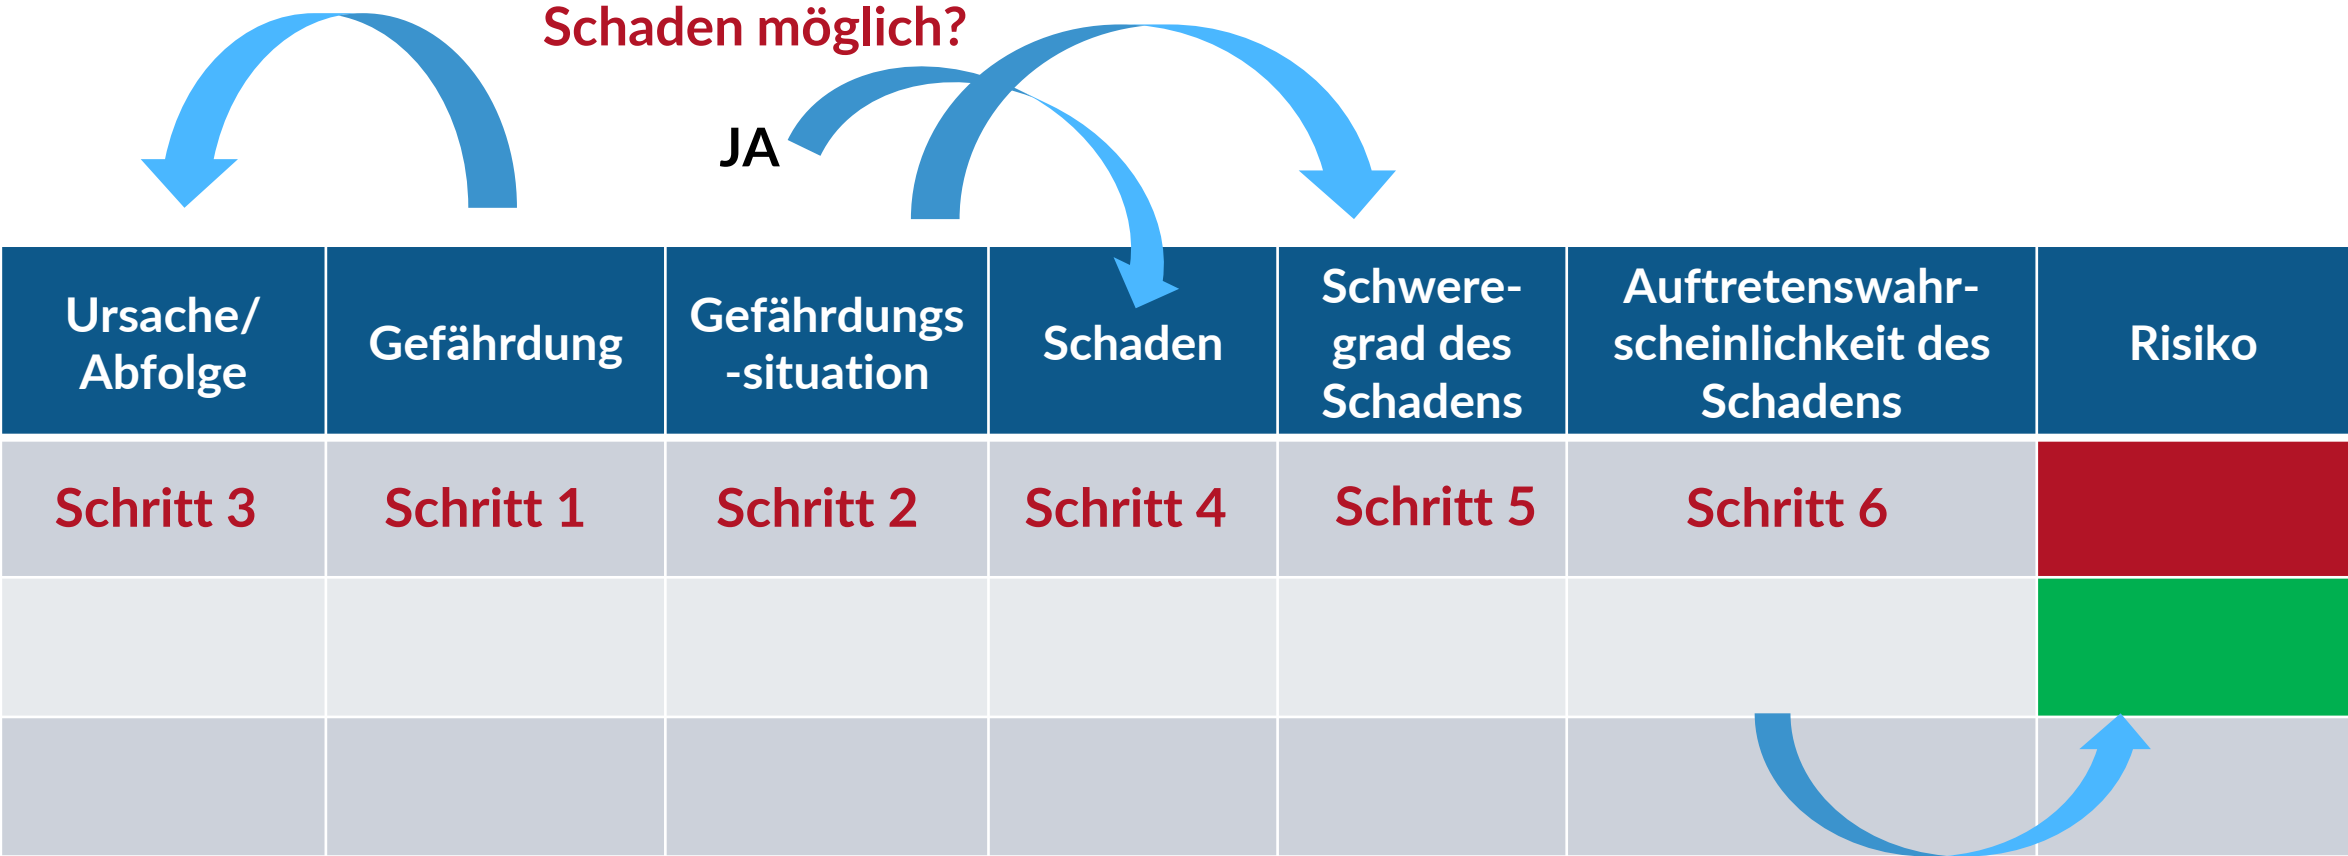 Schaden möglich?
JA
Ursache/
Abfolge
Gefährdung
Gefährdungs
-situation
Schaden
Schwere-
grad des
Schadens
Auftretenswahr-
scheinlichkeit des
Schadens
Risiko
Schritt 3
Schritt 1
Schritt 2
Schritt 4
Schritt 5
Schritt 6